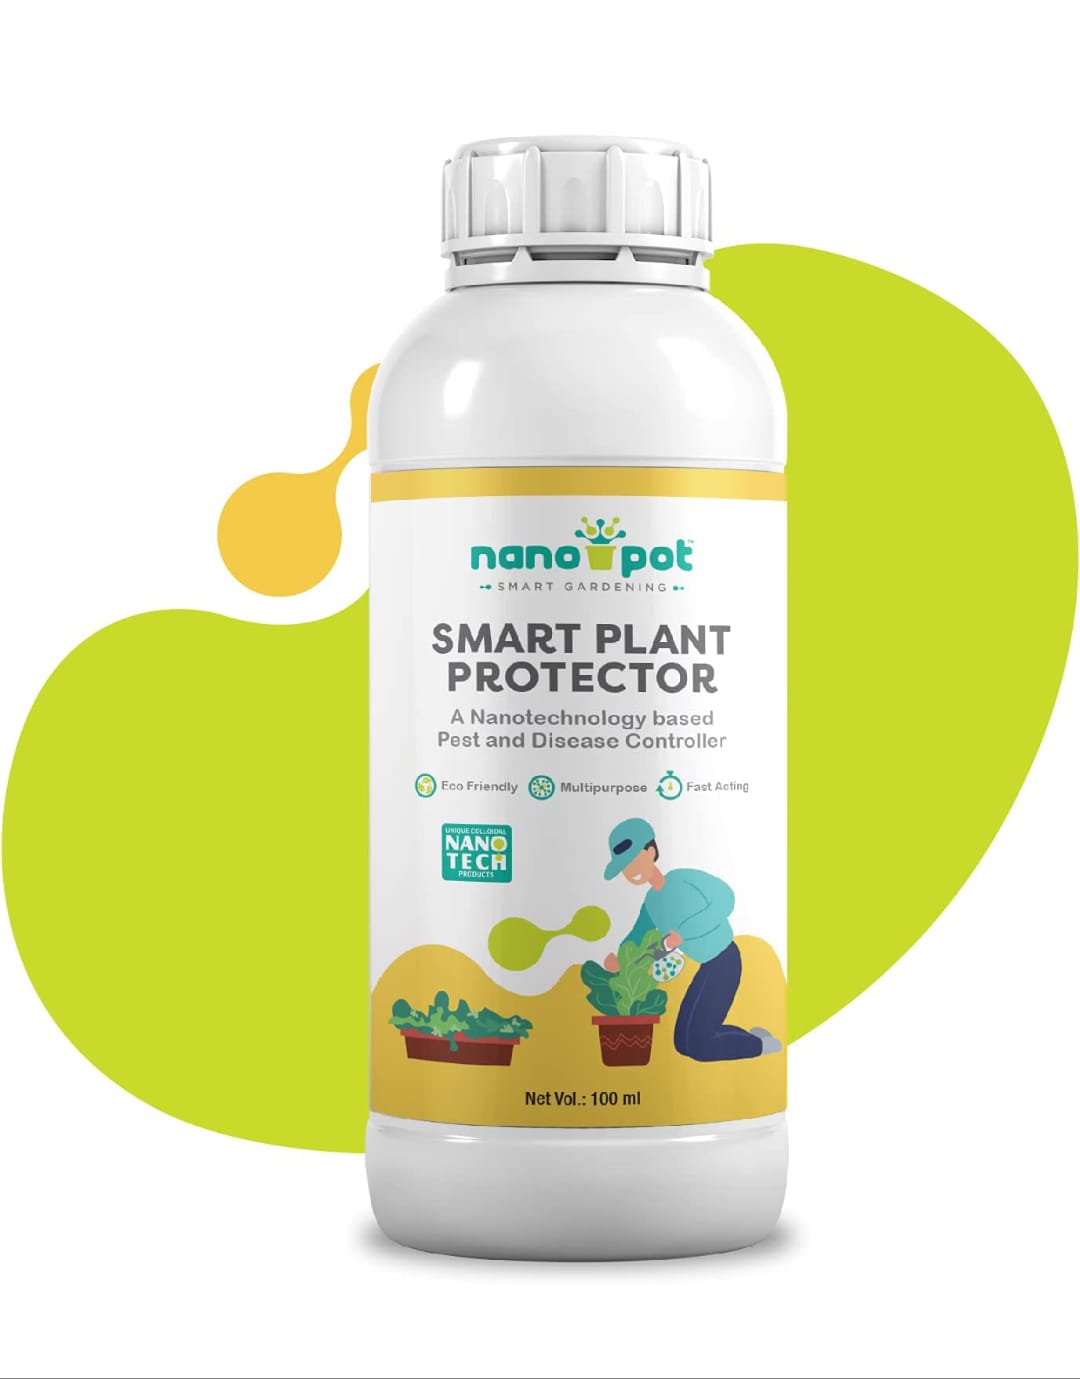 nano pot™
SMART GARDENING
SMART PLANT
PROTECTOR
A Nanotechnology based
Pest and Disease Controller
Eco Friendly Multipurpose Fast Acting
UNIQUE COLLOIDAL
NANO
TECH
PRODUCTS
Net Vol.: 100 ml